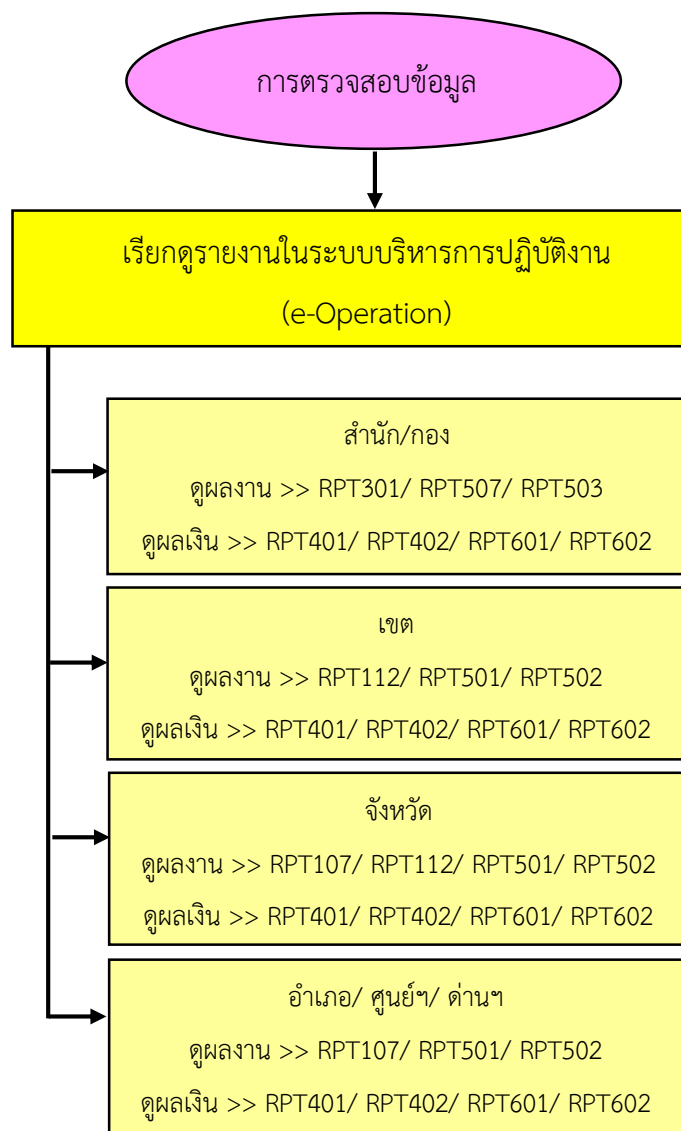 การตรวจสอบข้อมูล
เรียกดูรายงานในระบบบริหารการปฏิบัติงาน
(e-Operation)
สำนัก/กอง
ดูผลงาน >> RPT301/ RPT507/ RPT503
ดูผลเงิน >> RPT401/ RPT402/ RPT601/ RPT602
เขต
ดูผลงาน >> RPT112/ RPT501/ RPT502
ดูผลเงิน >> RPT401/ RPT402/ RPT601/ RPT602
จังหวัด
ดูผลงาน >> RPT107/ RPT112/ RPT501/ RPT502
ดูผลเงิน >> RPT401/ RPT402/ RPT601/ RPT602
อำเภอ/ ศูนย์ฯ/ ด่านฯ
ดูผลงาน >> RPT107/ RPT501/ RPT502
ดูผลเงิน >> RPT401/ RPT402/ RPT601/ RPT602